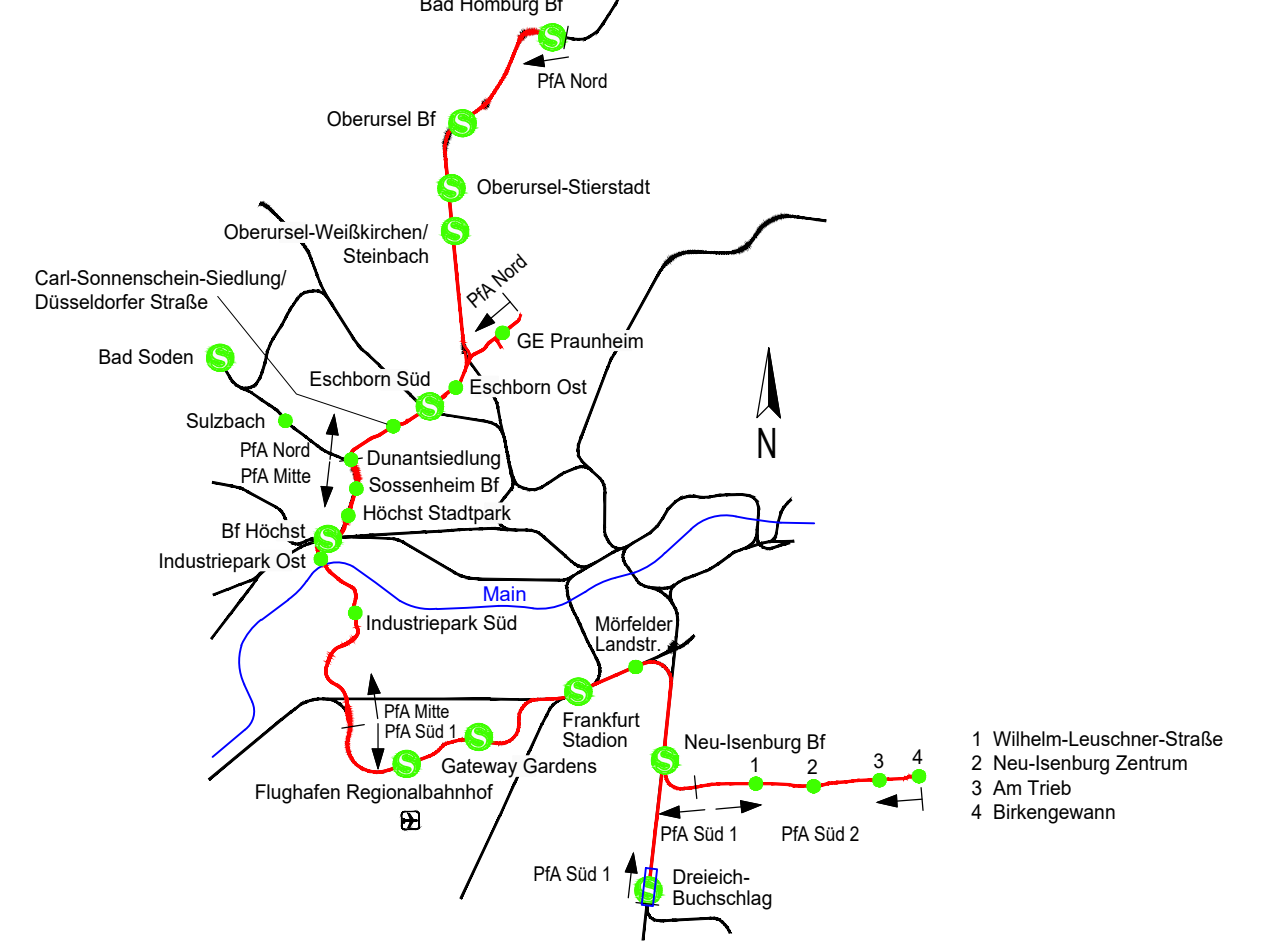 Bad Homburg Bf
PfA Nord
Oberursel Bf
Oberursel-Stierstadt
Oberursel-Weißkirchen/
Steinbach
Carl-Sonnenschein-Siedlung/
Düsseldorfer Straße
PfA Nord
GE Praunheim
Bad Soden
Eschborn Süd
Eschborn Ost
Sulzbach
PfA Nord
PfA Mitte
Dunantsiedlung
Sossenheim Bf
Höchst Stadtpark
Bf Höchst
Industriepark Ost
N
Main
Industriepark Süd
Mörfelder
Landstr.
PfA Mitte
PfA Süd 1
Frankfurt
Stadion
Gateway Gardens
Flughafen Regionalbahnhof
Neu-Isenburg Bf
1 2 3 4
PfA Süd 1
PfA Süd 2
PfA Süd 1
Dreieich-
Buchschlag
1 Wilhelm-Leuschner-Straße
2 Neu-Isenburg Zentrum
3 Am Trieb
4 Birkengewann
S
S
S
S
S
S
S
S
S
S
S
S